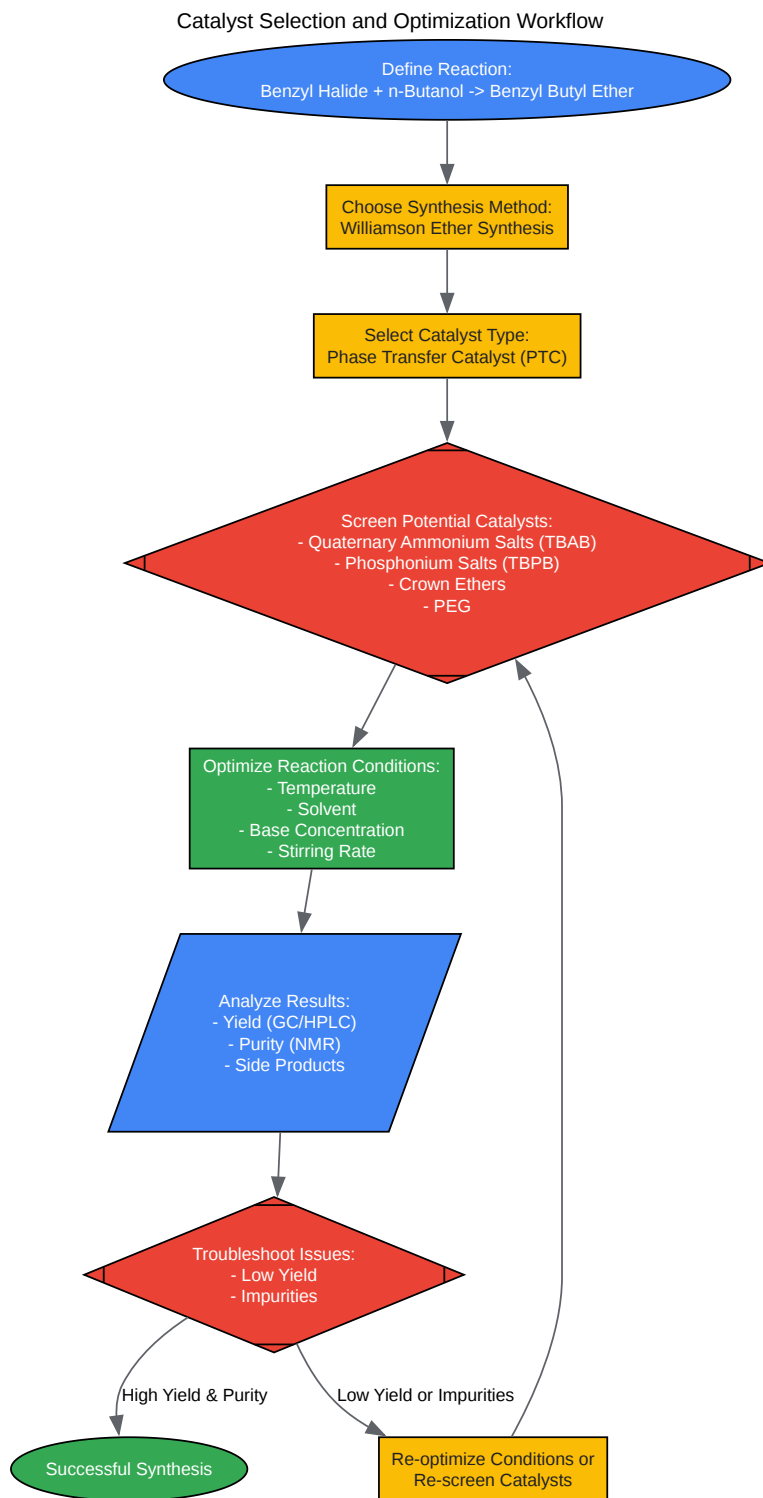 Catalyst Selection and Optimization Workflow
Define Reaction:
Benzyl Halide + n-Butanol -> Benzyl Butyl Ether
Choose Synthesis Method:
Williamson Ether Synthesis
Select Catalyst Type:
Phase Transfer Catalyst (PTC)
Screen Potential Catalysts:
- Quaternary Ammonium Salts (TBAB)
- Phosphonium Salts (TBPB)
- Crown Ethers
- PEG
Optimize Reaction Conditions:
- Temperature
- Solvent
- Base Concentration
- Stirring Rate
Analyze Results:
- Yield (GC/HPLC)
- Purity (NMR)
- Side Products
Troubleshoot Issues:
- Low Yield
- Impurities
High Yield & Purity
Low Yield or Impurities
Successful Synthesis
Re-optimize Conditions or
Re-screen Catalysts